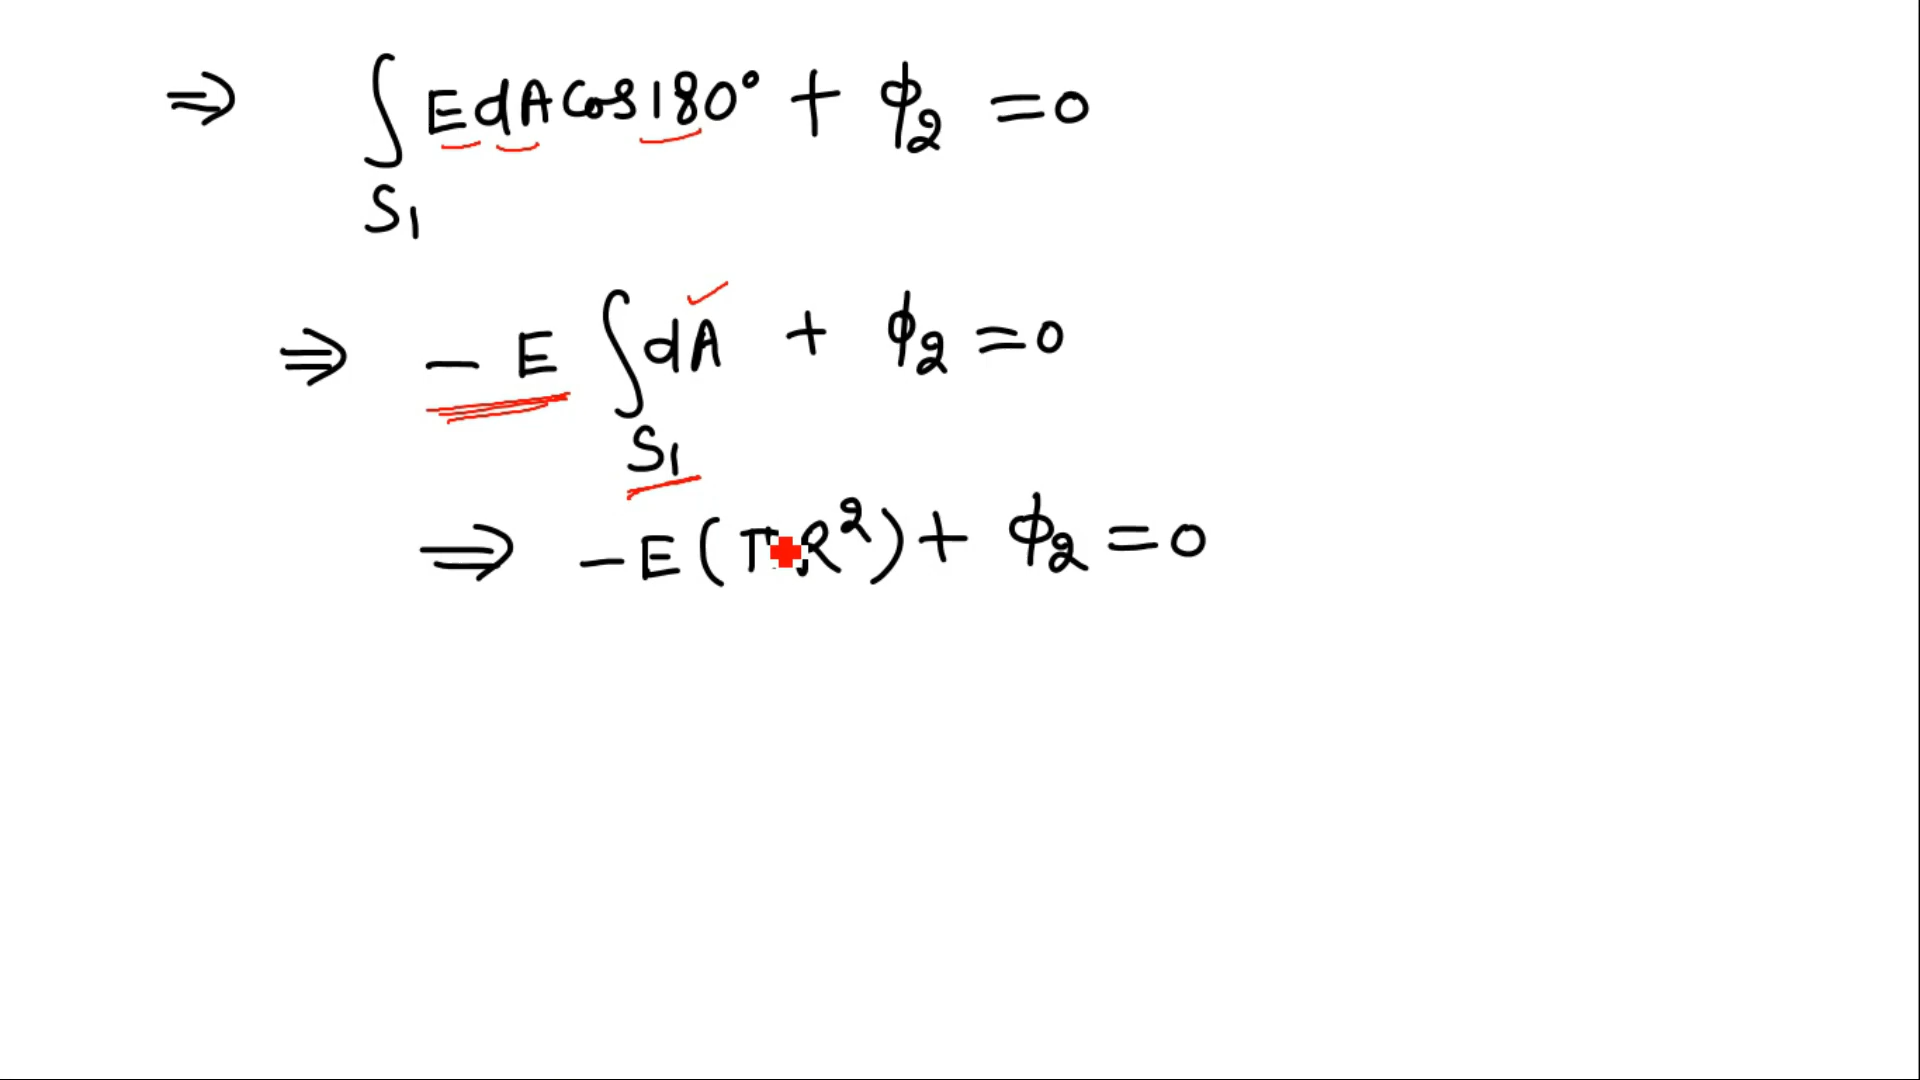 ⇒ ∫ E dA cos 180° + ϕ₂ = 0
S₁
⇒ − E ∫ dA + ϕ₂ = 0
S₁
⇒ − E (πR²) + ϕ₂ = 0